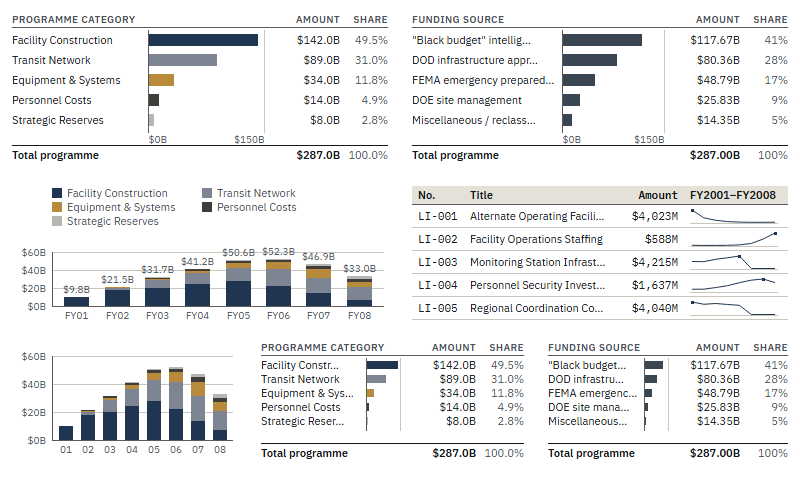 PROGRAMME CATEGORY AMOUNT SHARE
Facility Construction $142.0B 49.5%
Transit Network $89.0B 31.0%
Equipment & Systems $34.0B 11.8%
Personnel Costs $14.0B 4.9%
Strategic Reserves $8.0B 2.8%
$0B $150B
Total programme $287.0B 100.0%
FUNDING SOURCE AMOUNT SHARE
"Black budget" intellig... $117.67B 41%
DOD infrastructure appr... $80.36B 28%
FEMA emergency prepared... $48.79B 17%
DOE site management $25.83B 9%
Miscellaneous / reclass... $14.35B 5%
$0B $150B
Total programme $287.00B 100%
Facility Construction Transit Network
Equipment & Systems Personnel Costs
Strategic Reserves
$60B
$40B
$20B
$0B
$9.8B $21.5B $31.7B $41.2B $50.6B $52.3B $46.9B $33.0B
FY01 FY02 FY03 FY04 FY05 FY06 FY07 FY08
No. Title Amount FY2001–FY2008
LI-001 Alternate Operating Facili... $4,023M
LI-002 Facility Operations Staffing $588M
LI-003 Monitoring Station Infrast... $4,215M
LI-004 Personnel Security Invest... $1,637M
LI-005 Regional Coordination Co... $4,040M
$60B
$40B
$20B
$0B
01 02 03 04 05 06 07 08
PROGRAMME CATEGORY AMOUNT SHARE
Facility Constr... $142.0B 49.5%
Transit Network $89.0B 31.0%
Equipment & Sys... $34.0B 11.8%
Personnel Costs $14.0B 4.9%
Strategic Reser... $8.0B 2.8%
Total programme $287.0B 100.0%
FUNDING SOURCE AMOUNT SHARE
"Black budget... $117.67B 41%
DOD infrastru... $80.36B 28%
FEMA emergenc... $48.79B 17%
DOE site mana... $25.83B 9%
Miscellaneous... $14.35B 5%
Total programme $287.00B 100%